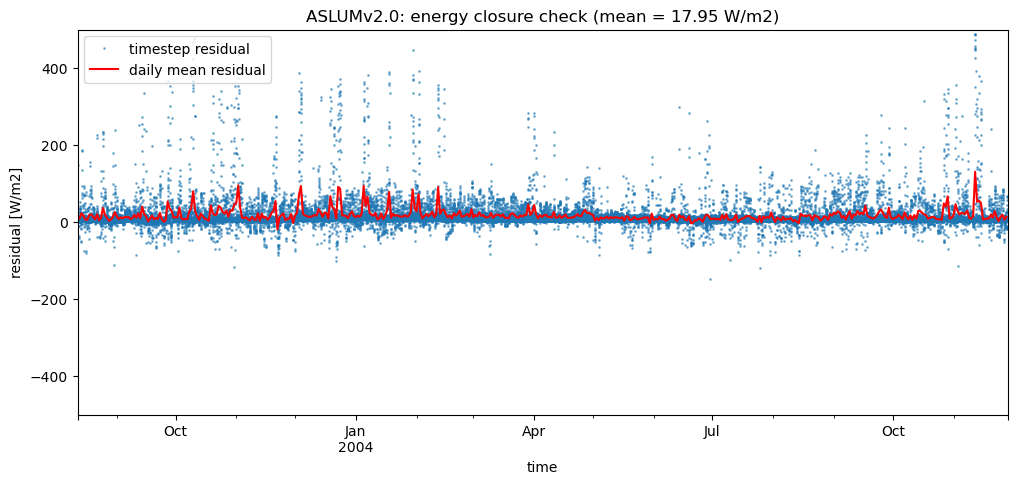 ASLUMv2.0: energy closure check (mean = 17.95 W/m2)
timestep residual
daily mean residual
residual [W/m2]
400
200
0
−200
−400
Oct
Jan
2004
Apr
Jul
Oct
time